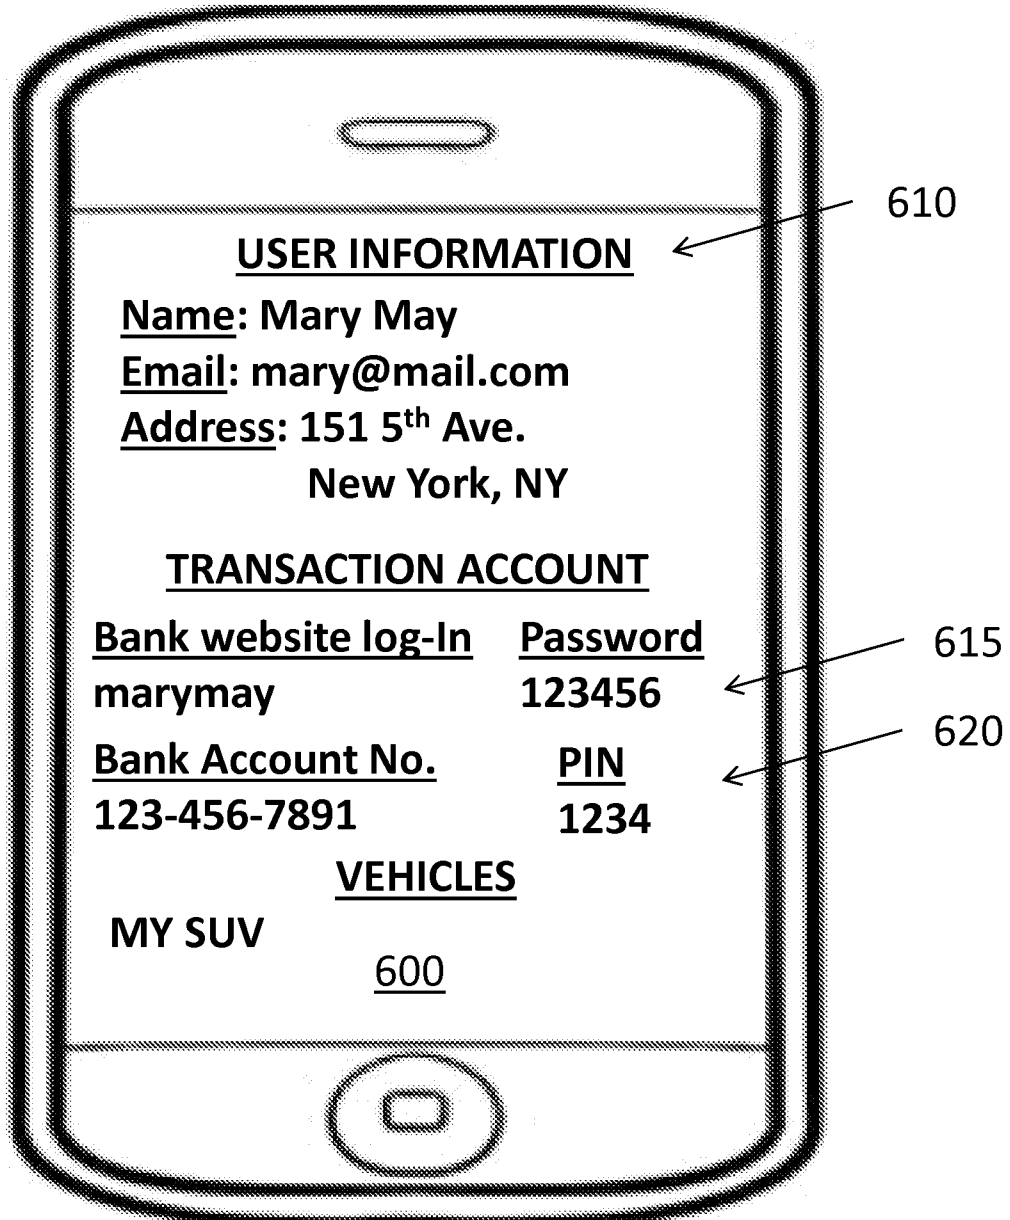 610
USER INFORMATION
Name: Mary May
Email: mary@mail.com
Address: 151 5th Ave.
New York, NY
TRANSACTION ACCOUNT
Bank website log-In Password
marymay 123456
615
Bank Account No. PIN
123-456-7891 1234
620
VEHICLES
MY SUV
600